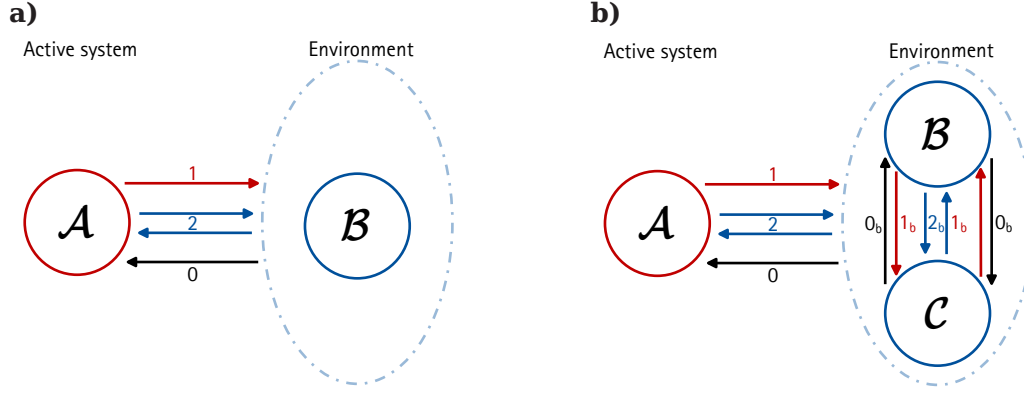 a)
Active system
Environment
𝒜
1
2
0
ℬ
b)
Active system
Environment
𝒜
1
2
0
ℬ
0b 1b 2b 1b 0b
𝒞